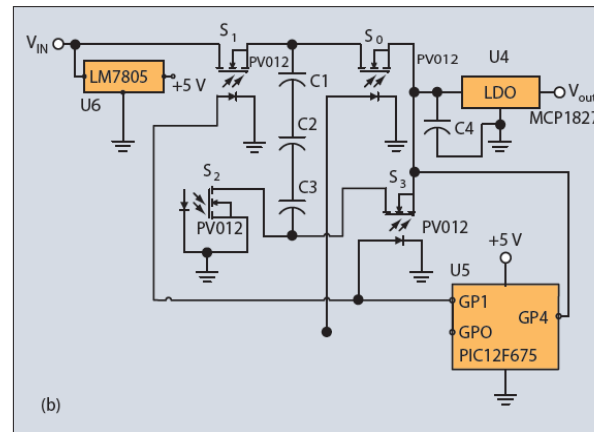 S1
S0
VIN
PV012
PV012
U4
LM7805
+5 V
C1
LDO
Vout
U6
C2
C4
MCP1827
S2
C3
S3
PV012
PV012
+5 V
U5
GP1
GP4
GPO
PIC12F675
(b)